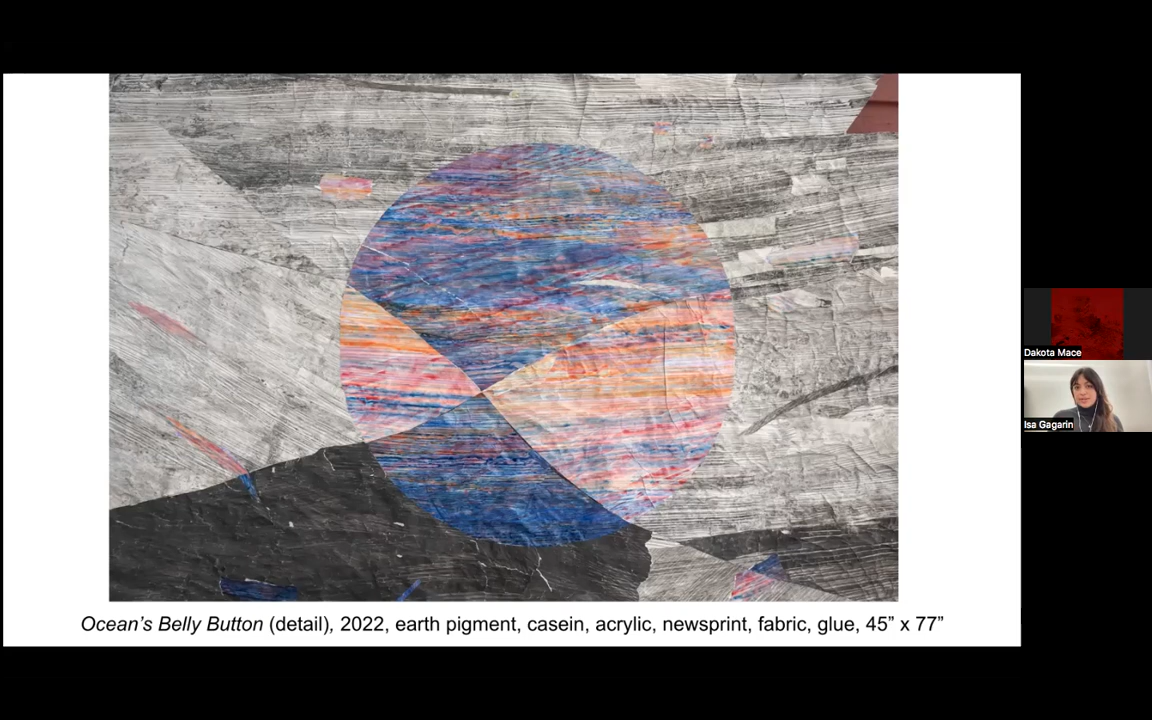 Ocean’s Belly Button (detail), 2022, earth pigment, casein, acrylic, newsprint, fabric, glue, 45” x 77”
Dakota Mace
Isa Gagarin